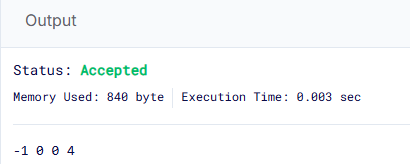 Output
Status: Accepted
Memory Used: 840 byte Execution Time: 0.003 sec
-1 0 0 4